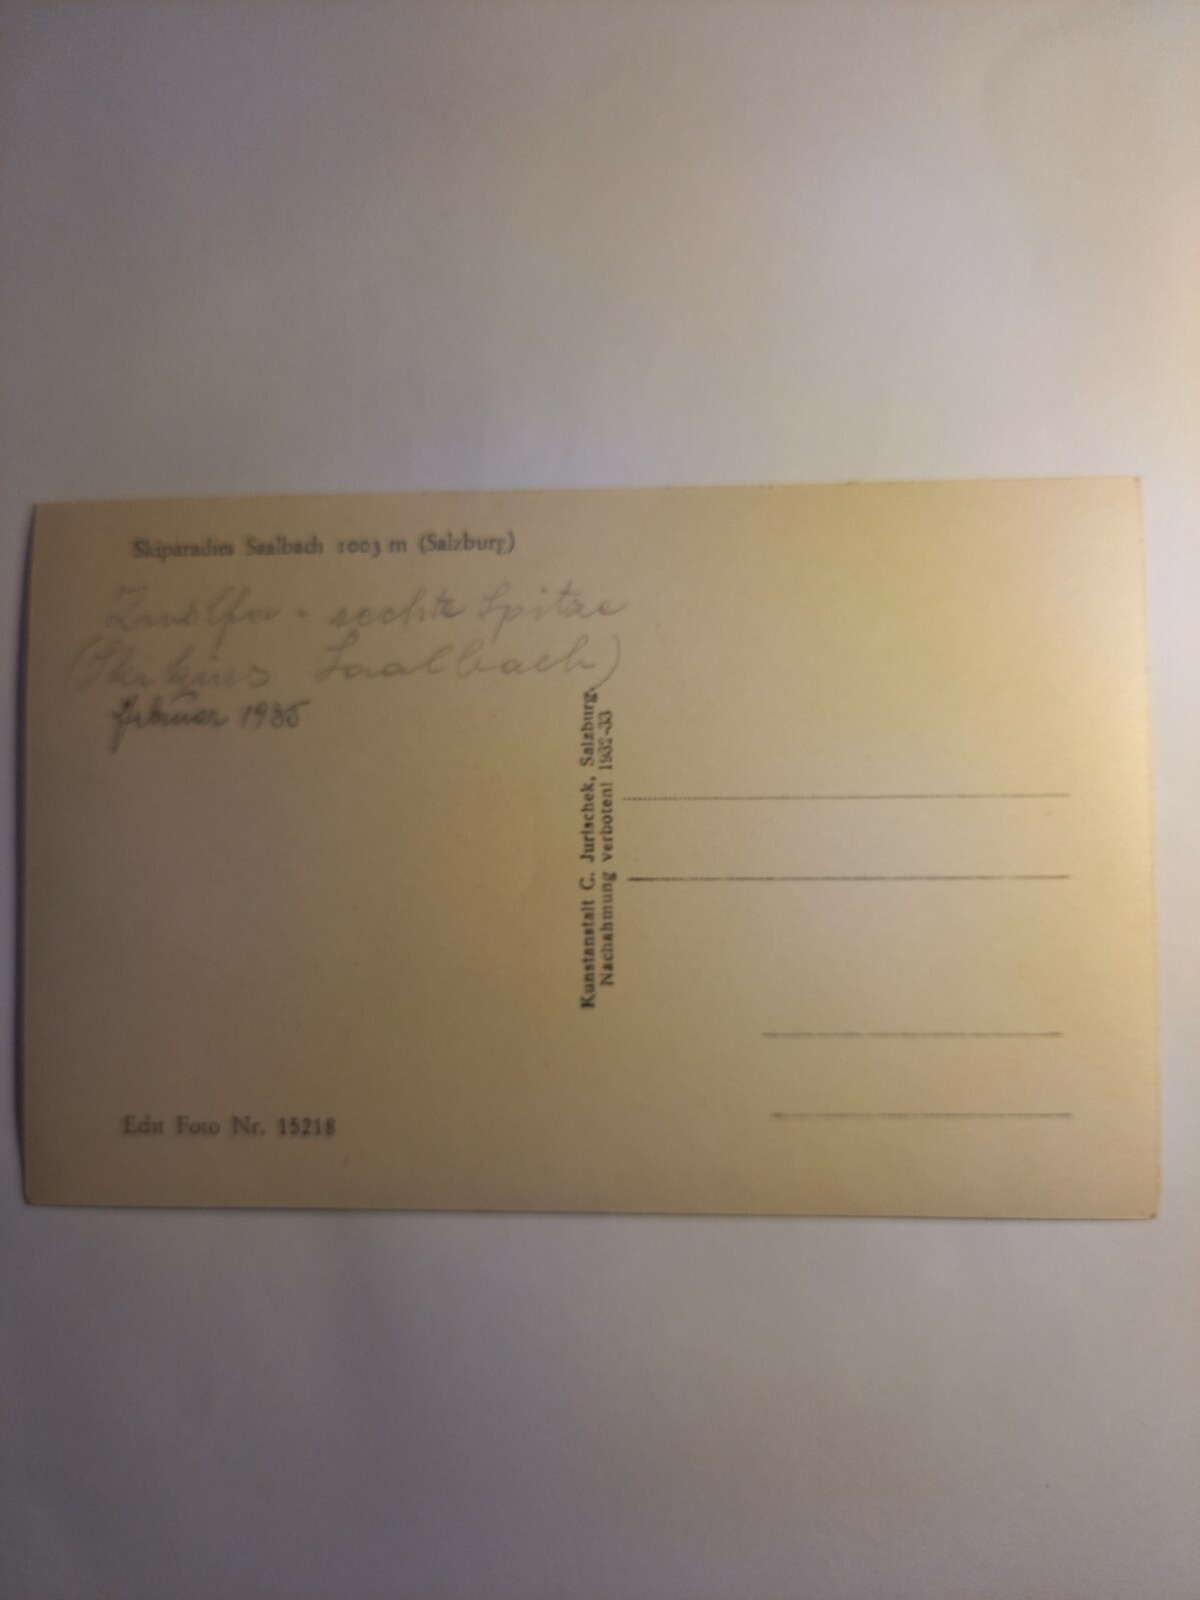 Skiparadies Saalbach 1003 m (Salzburg)
Zwölfer - rechte Spitze
(Skikurs Saalbach)
Februar 1935
Kunstanstalt C. Jurischek, Salzburg.
Nachahmung verboten! 1932-33
Echt Foto Nr. 15218